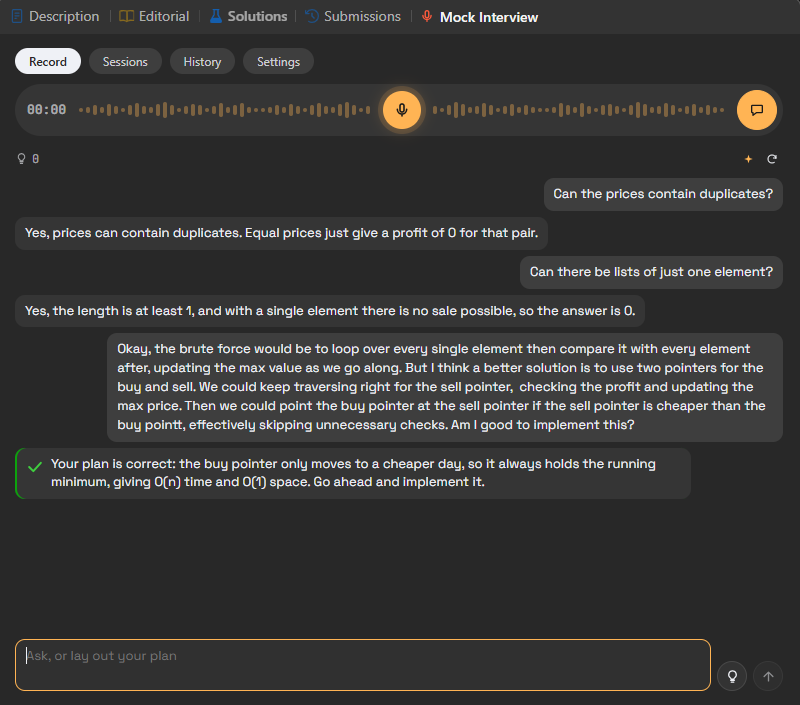 Description Editorial Solutions Submissions Mock Interview
Record Sessions History Settings
00:00
0
Can the prices contain duplicates?
Yes, prices can contain duplicates. Equal prices just give a profit of 0 for that pair.
Can there be lists of just one element?
Yes, the length is at least 1, and with a single element there is no sale possible, so the answer is 0.
Okay, the brute force would be to loop over every single element then compare it with every element
after, updating the max value as we go along. But I think a better solution is to use two pointers for the
buy and sell. We could keep traversing right for the sell pointer,  checking the profit and updating the
max price. Then we could point the buy pointer at the sell pointer if the sell pointer is cheaper than the
buy pointt, effectively skipping unnecessary checks. Am I good to implement this?
Your plan is correct: the buy pointer only moves to a cheaper day, so it always holds the running
minimum, giving O(n) time and O(1) space. Go ahead and implement it.
Ask, or lay out your plan